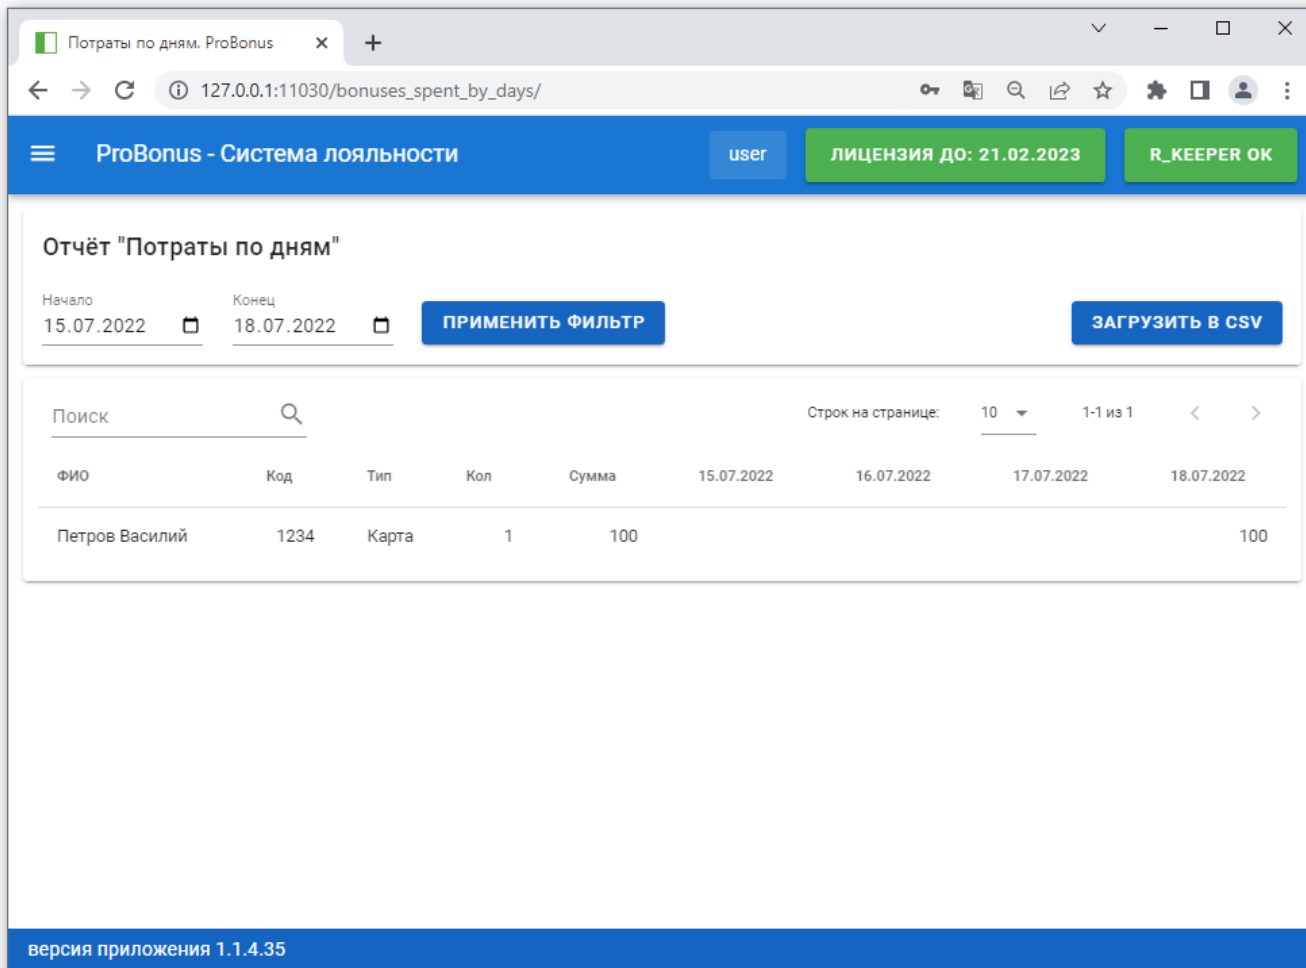 Потраты по дням. ProBonus
127.0.0.1:11030/bonuses_spent_by_days/
ProBonus - Система лояльности user ЛИЦЕНЗИЯ ДО: 21.02.2023 R_KEEPER OK
Отчёт "Потраты по дням"
Начало Конец
15.07.2022 18.07.2022 ПРИМЕНИТЬ ФИЛЬТР ЗАГРУЗИТЬ В CSV
Поиск Строк на странице: 10 1-1 из 1
ФИО Код Тип Кол Сумма 15.07.2022 16.07.2022 17.07.2022 18.07.2022
Петров Василий 1234 Карта 1 100 100
версия приложения 1.1.4.35